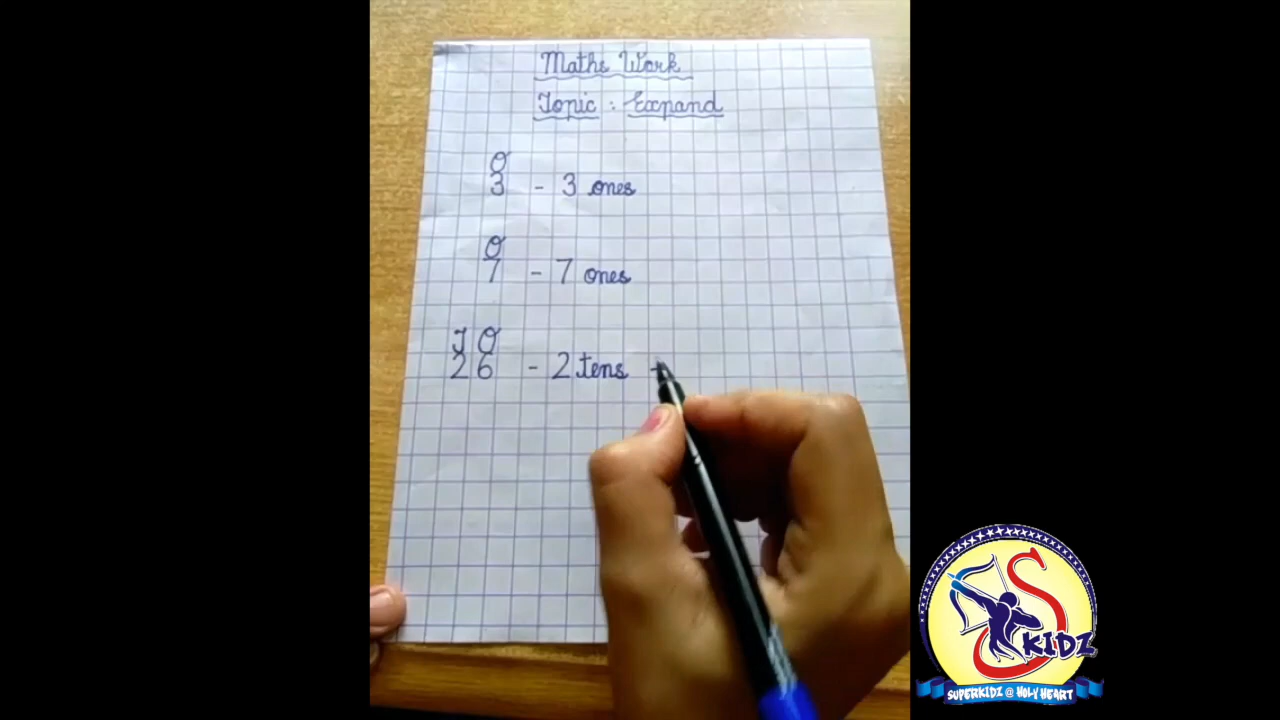 Maths Work
Topic : Expand
O
3 - 3 ones
O
7 - 7 ones
T O
26 - 2 tens +
S KIDZ
SUPERKIDZ @ HOLY HEART